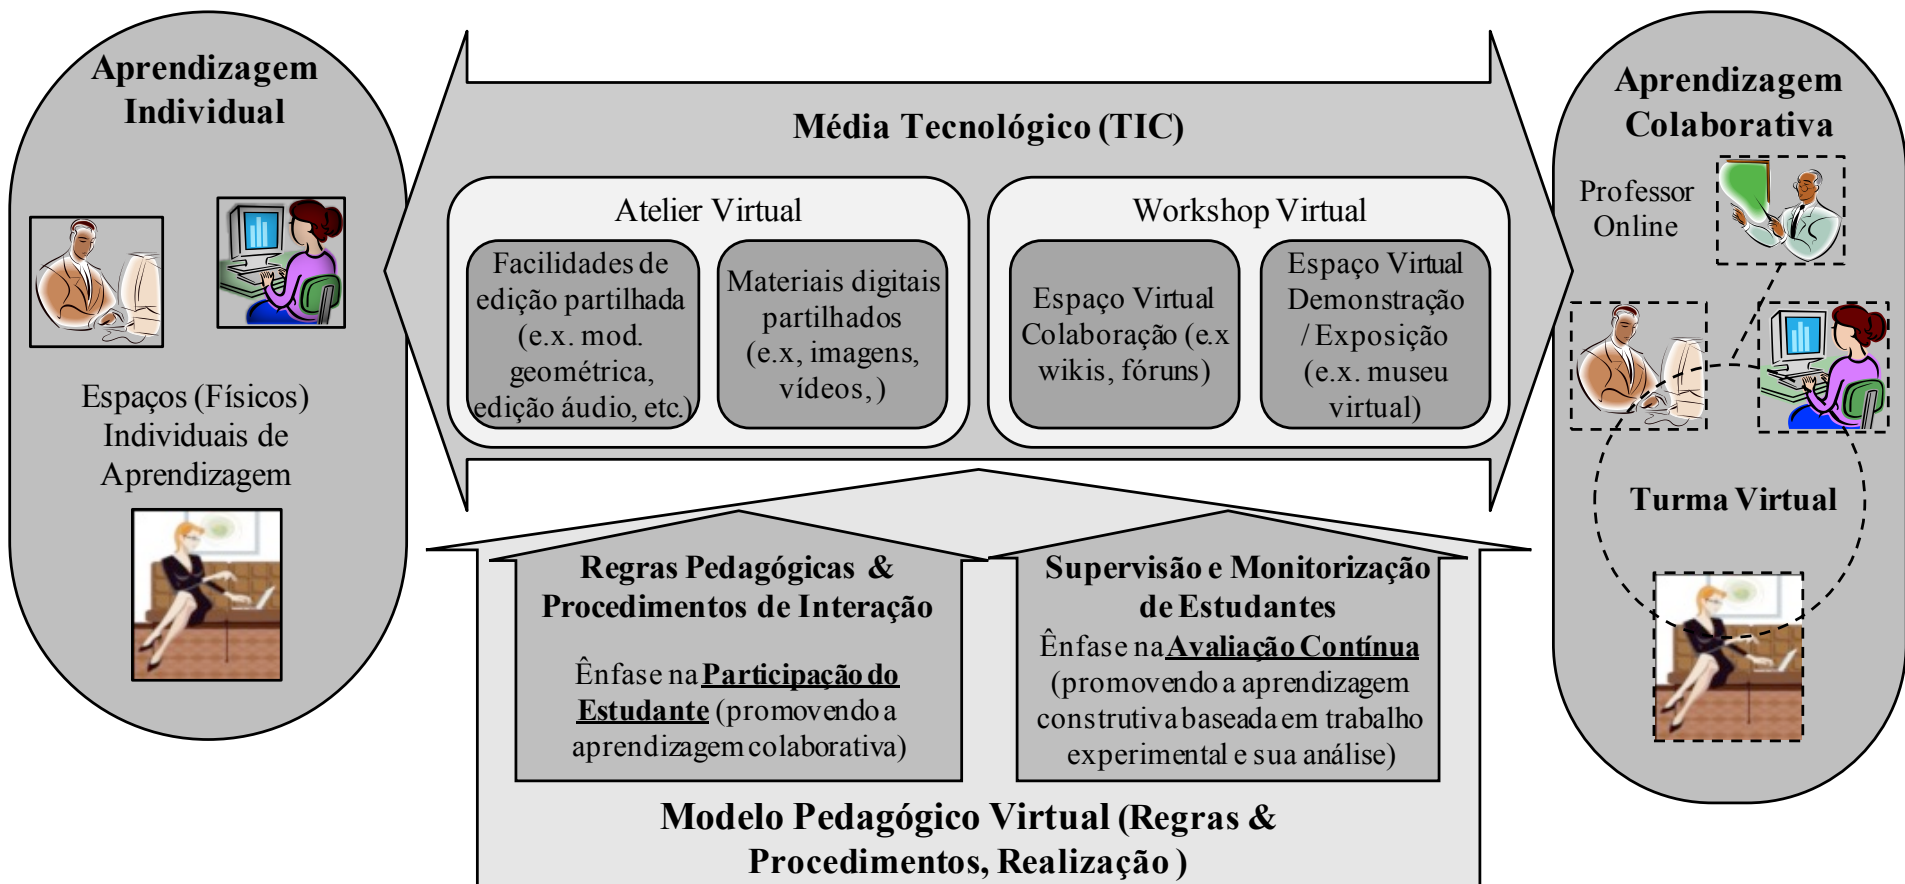 Aprendizagem
Individual
Espaços (Físicos)
Individuais de
Aprendizagem
Média Tecnológico (TIC)
Atelier Virtual
Facilidades de
edição partilhada
(e.x. mod.
geométrica,
edição áudio, etc.)
Materiais digitais
partilhados
(e.x, imagens,
vídeos, )
Workshop Virtual
Espaço Virtual
Colaboração (e.x
wikis, fóruns)
Espaço Virtual
Demonstração
/ Exposição
(e.x. museu
virtual)
Regras Pedagógicas &
Procedimentos de Interação
Ênfase na Participação do
Estudante (promovendo a
aprendizagem colaborativa)
Supervisão e Monitorização
de Estudantes
Ênfase na Avaliação Contínua
(promovendo a aprendizagem
construtiva baseada em trabalho
experimental e sua análise)
Modelo Pedagógico Virtual (Regras &
Procedimentos, Realização )
Aprendizagem
Colaborativa
Professor
Online
Turma Virtual